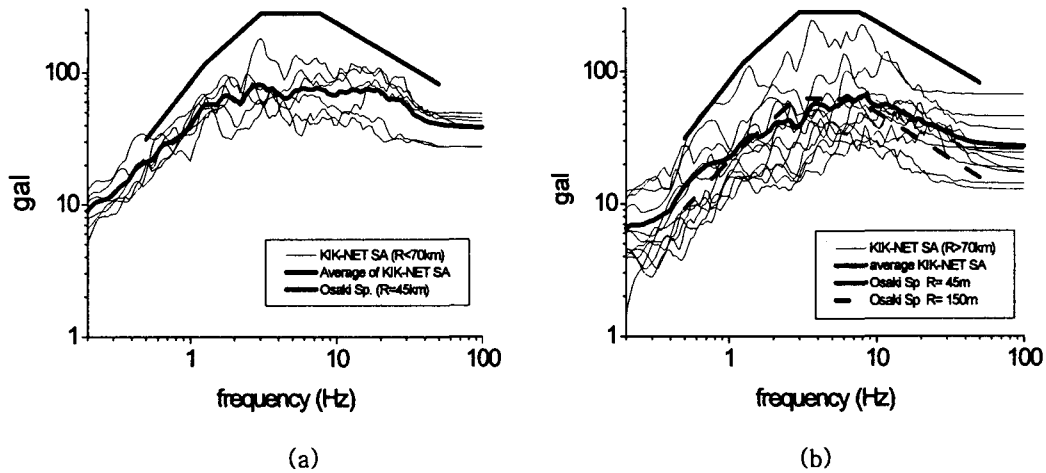 100
10
1
gal
1
10
100
frequency (Hz)
KIK-NET SA (R<70km)
Average of KIK-NET SA
Osaki Sp. (R=45km)
(a)
100
10
1
gal
1
10
100
frequency (Hz)
KIK-NET SA (R>70km)
average KIK-NET SA
Osaki Sp R= 45m
Osaki Sp R= 150m
(b)